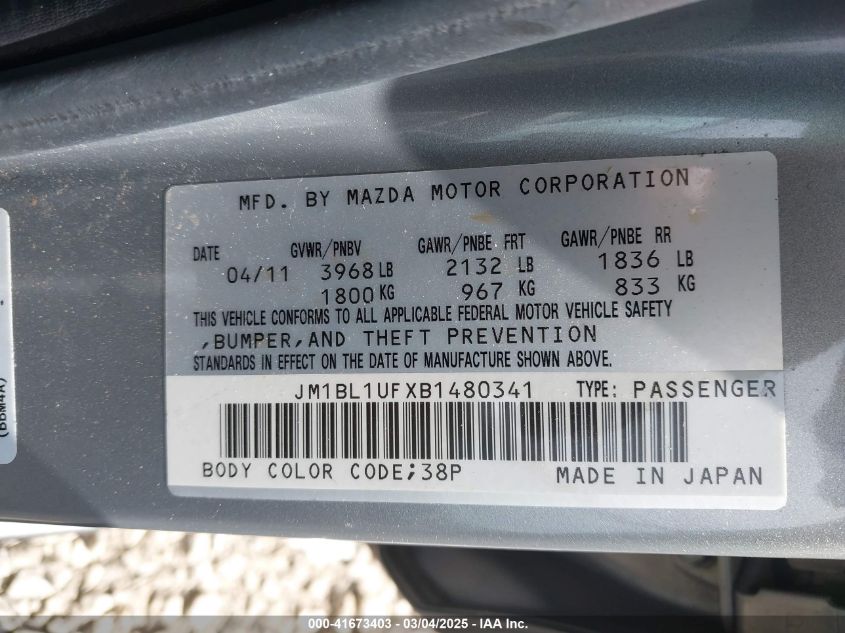 MFD. BY MAZDA MOTOR CORPORATION
DATE GVWR/PNBV GAWR/PNBE FRT GAWR/PNBE RR
04/11 3968 LB 2132 LB 1836 LB
1800 KG 967 KG 833 KG
THIS VEHICLE CONFORMS TO ALL APPLICABLE FEDERAL MOTOR VEHICLE SAFETY
,BUMPER,AND THEFT PREVENTION
STANDARDS IN EFFECT ON THE DATE OF MANUFACTURE SHOWN ABOVE.
JM1BL1UFXB1480341 TYPE: PASSENGER
BODY COLOR CODE;38P MADE IN JAPAN
(BBM4A)
000-41673403 - 03/04/2025 - IAA Inc.